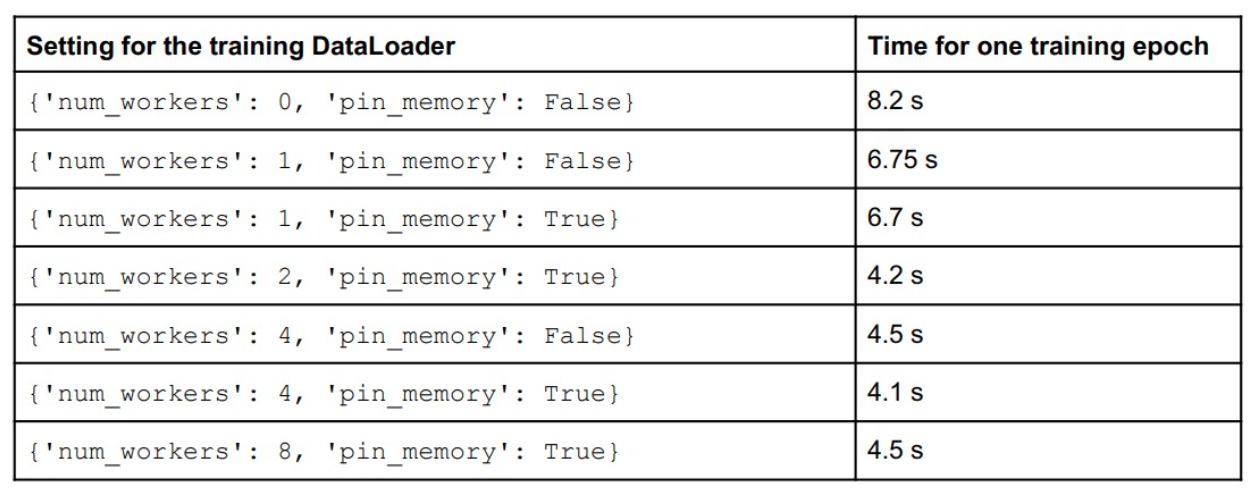 Setting for the training DataLoader Time for one training epoch
{'num_workers': 0, 'pin_memory': False} 8.2 s
{'num_workers': 1, 'pin_memory': False} 6.75 s
{'num_workers': 1, 'pin_memory': True} 6.7 s
{'num_workers': 2, 'pin_memory': True} 4.2 s
{'num_workers': 4, 'pin_memory': False} 4.5 s
{'num_workers': 4, 'pin_memory': True} 4.1 s
{'num_workers': 8, 'pin_memory': True} 4.5 s